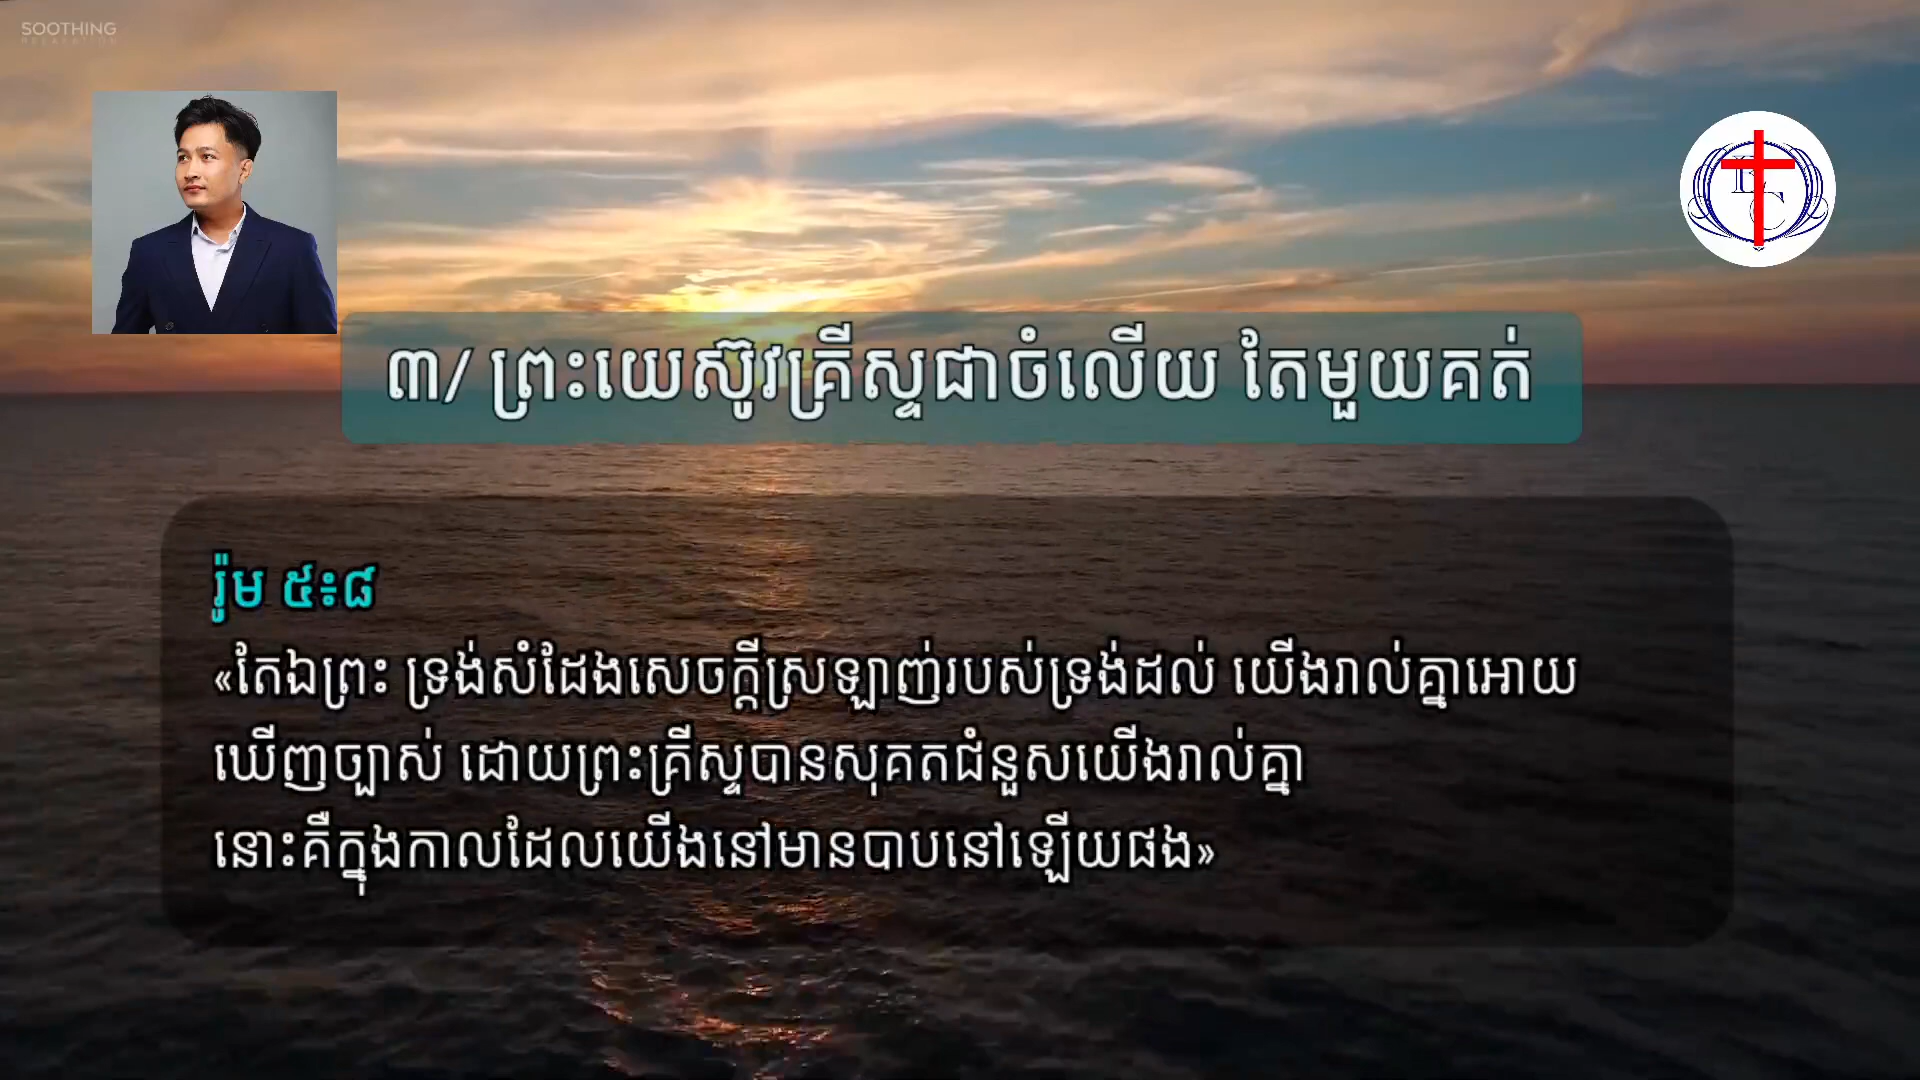 SOOTHING
RELAXATION
៣/ ព្រះយេស៊ូវគ្រីស្ទជាចំលើយ តែមួយគត់
រ៉ូម ៥៖៨
«តែឯព្រះ ទ្រង់សំដែងសេចក្ដីស្រឡាញ់របស់ទ្រង់ដល់ យើងរាល់គ្នាអោយ
ឃើញច្បាស់ ដោយព្រះគ្រីស្ទបានសុគតជំនួសយើងរាល់គ្នា
នោះគឺក្នុងកាលដែលយើងនៅមានបាបនៅឡើយផង»